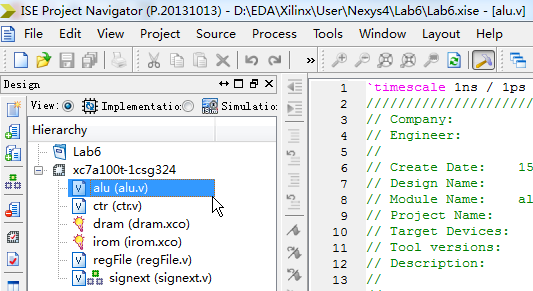 ISE Project Navigator (P.20131013) - D:\EDA\Xilinx\User\Nexys4\Lab6\Lab6.xise - [alu.v]
File Edit View Project Source Process Tools Window Layout Help
Design
View: Implementatio: Simulatio:
Hierarchy
Lab6
xc7a100t-1csg324
alu (alu.v)
ctr (ctr.v)
dram (dram.xco)
irom (irom.xco)
regFile (regFile.v)
signext (signext.v)
1 `timescale 1ns / 1ps
2 //////////////////////
3 // Company:
4 // Engineer:
5 //
6 // Create Date: 15
7 // Design Name:
8 // Module Name: al
9 // Project Name:
10 // Target Devices:
11 // Tool versions:
12 // Description:
13 //